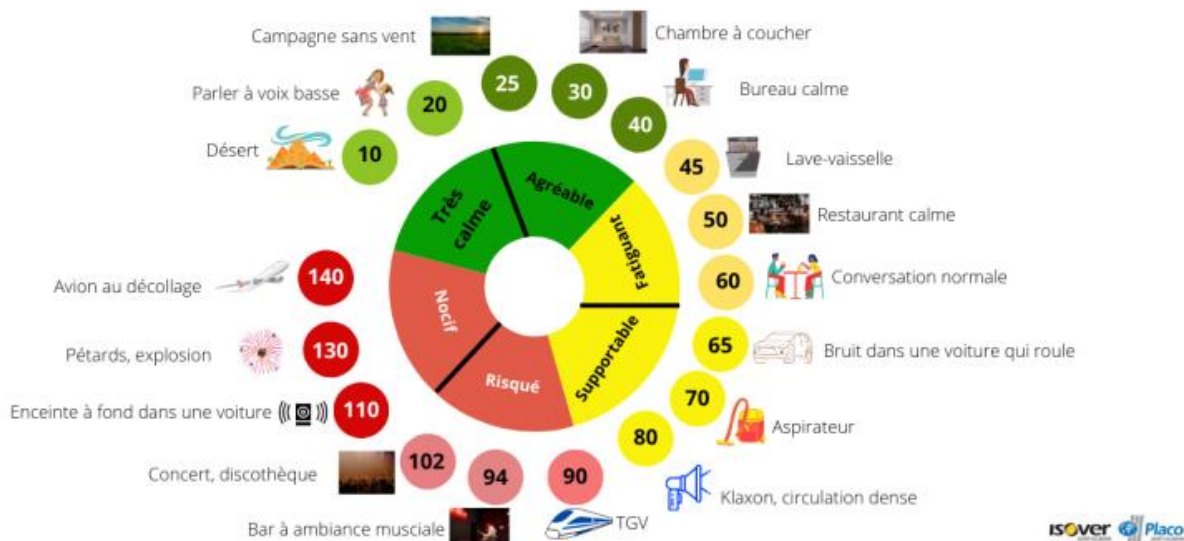 Campagne sans vent
25
Chambre à coucher
30
Parler à voix basse
20
Bureau calme
40
Désert
10
Lave-vaisselle
45
Restaurant calme
50
Conversation normale
60
Bruit dans une voiture qui roule
65
Aspirateur
70
Klaxon, circulation dense
80
TGV
90
Bar à ambiance musciale
94
Concert, discothèque
102
Enceinte à fond dans une voiture
110
Pétards, explosion
130
Avion au décollage
140
Très
calme
Agréable
Fatiguant
Supportable
Risqué
Nocif
isover
Placo